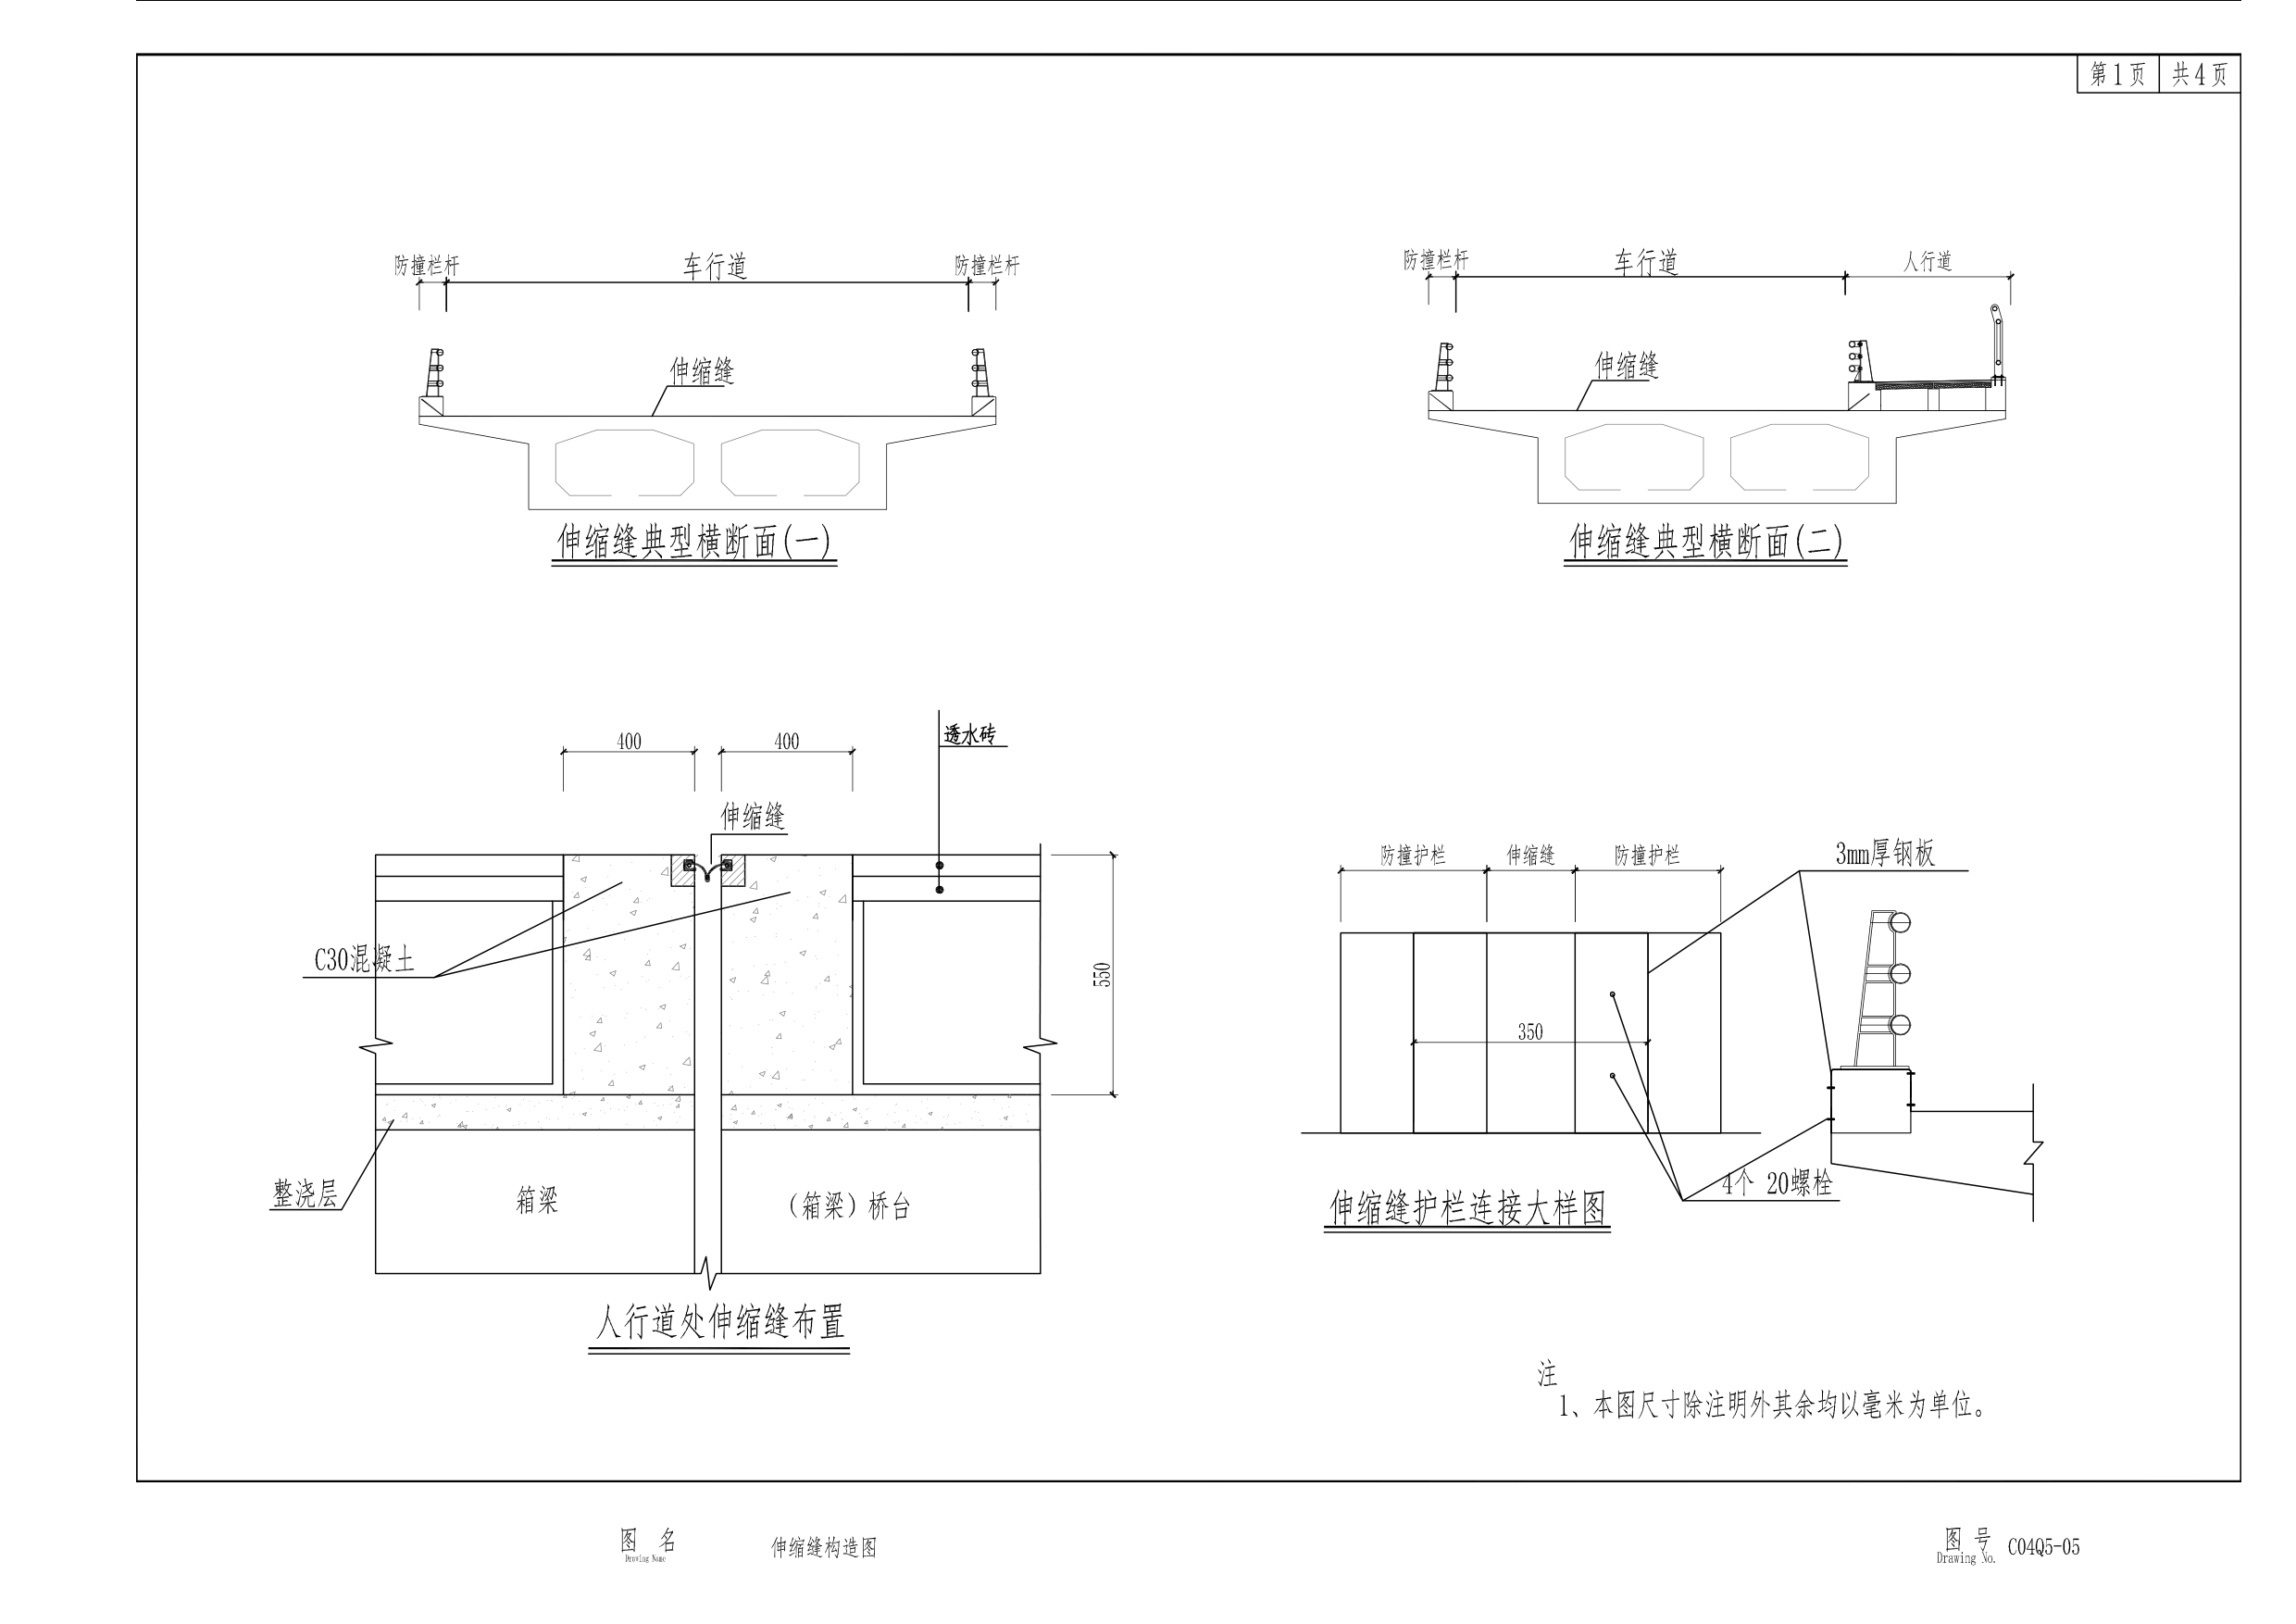 第1页 共4页
防撞栏杆 车行道 防撞栏杆
伸缩缝
伸缩缝典型横断面(一)
防撞栏杆 车行道 人行道
伸缩缝
伸缩缝典型横断面(二)
400 400
透水砖
伸缩缝
C30混凝土
550
整浇层
箱梁
(箱梁)桥台
人行道处伸缩缝布置
防撞护栏 伸缩缝 防撞护栏
3mm厚钢板
350
4个 20螺栓
伸缩缝护栏连接大样图
注
1、本图尺寸除注明外其余均以毫米为单位。
图 名
Drawing Name
伸缩缝构造图
图 号
Drawing No.
C04Q5-05